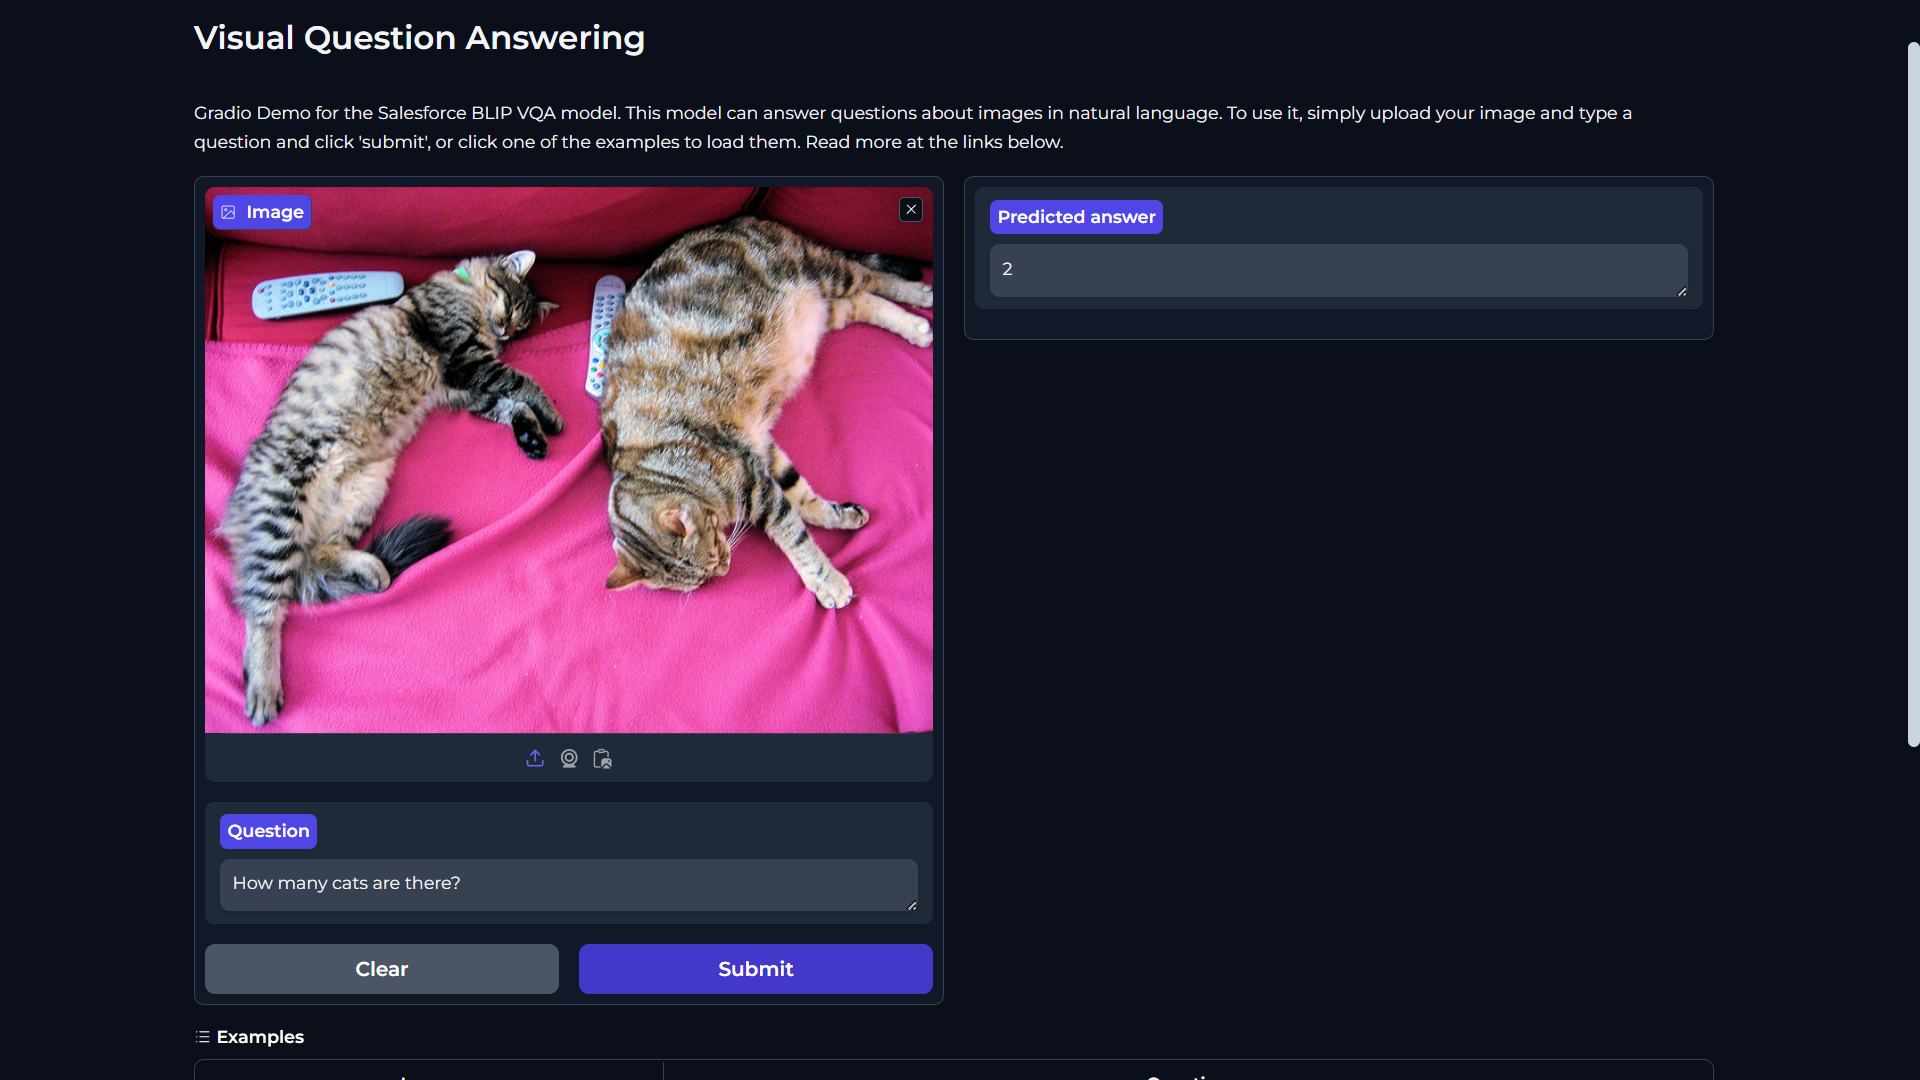 Visual Question Answering
Gradio Demo for the Salesforce BLIP VQA model. This model can answer questions about images in natural language. To use it, simply upload your image and type a
question and click 'submit', or click one of the examples to load them. Read more at the links below.
Image
Predicted answer
2
Question
How many cats are there?
Clear
Submit
Examples